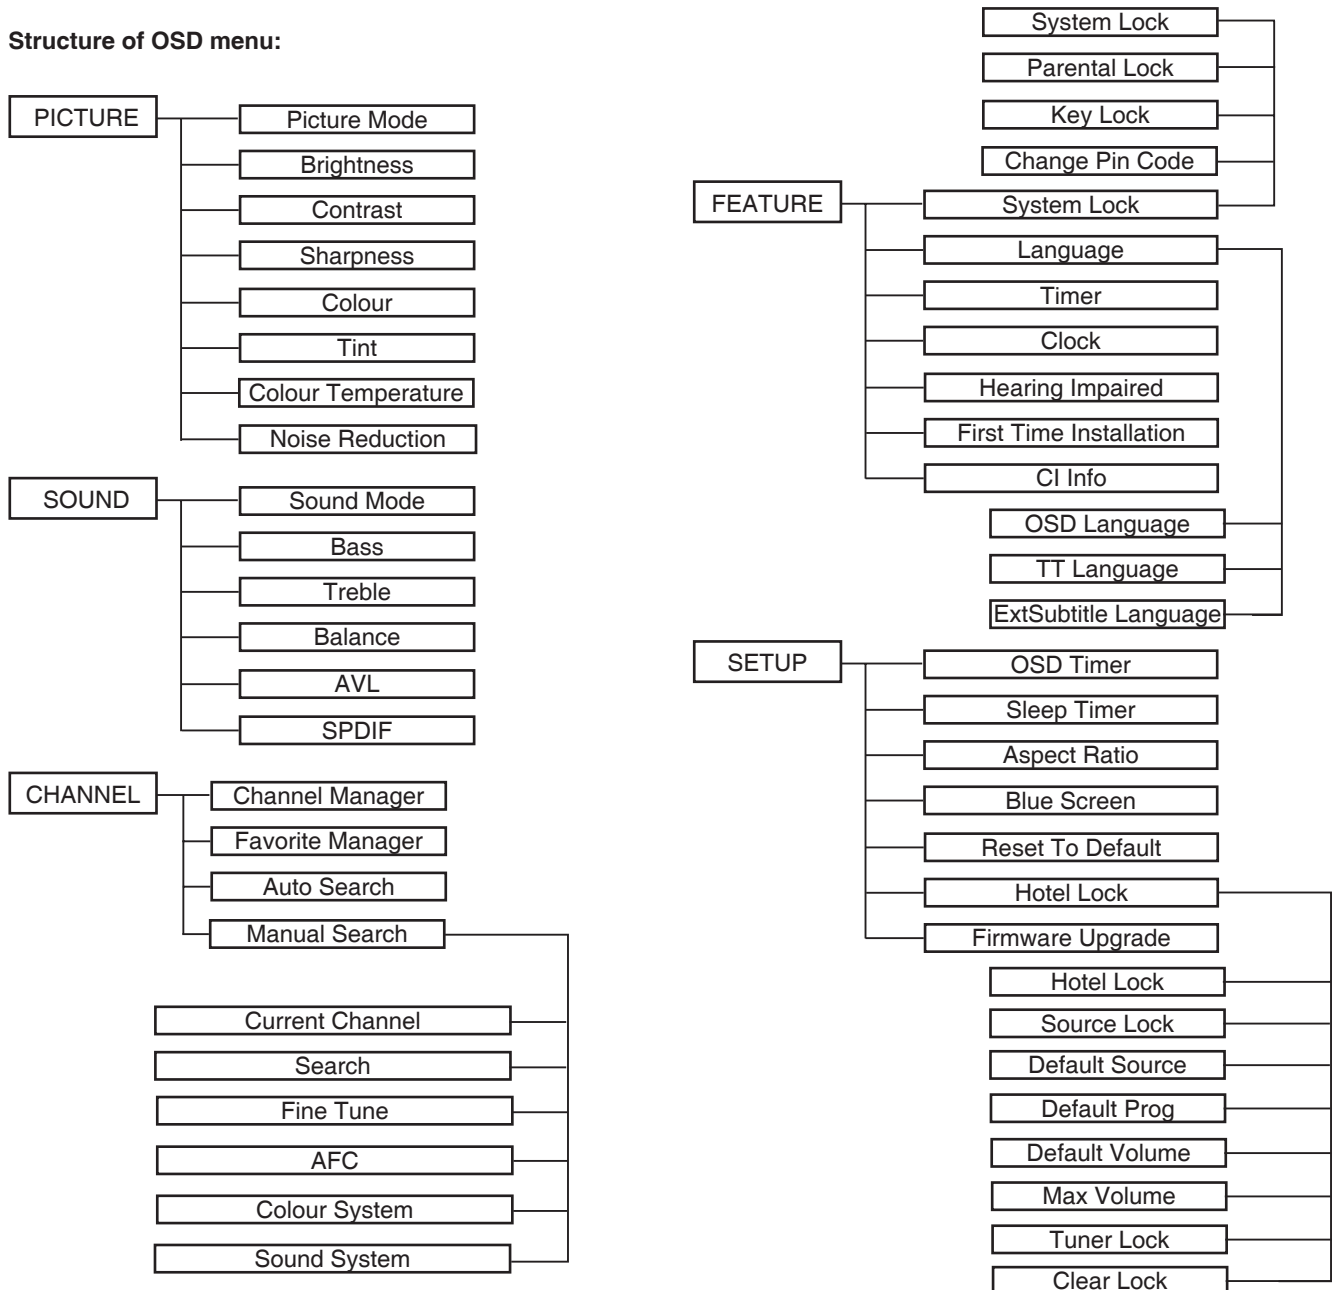 Structure of OSD menu:
PICTURE
Picture Mode
Brightness
Contrast
Sharpness
Colour
Tint
Colour Temperature
Noise Reduction
SOUND
Sound Mode
Bass
Treble
Balance
AVL
SPDIF
CHANNEL
Channel Manager
Favorite Manager
Auto Search
Manual Search
Current Channel
Search
Fine Tune
AFC
Colour System
Sound System
System Lock
Parental Lock
Key Lock
Change Pin Code
FEATURE
System Lock
Language
Timer
Clock
Hearing Impaired
First Time Installation
CI Info
OSD Language
TT Language
ExtSubtitle Language
SETUP
OSD Timer
Sleep Timer
Aspect Ratio
Blue Screen
Reset To Default
Hotel Lock
Firmware Upgrade
Hotel Lock
Source Lock
Default Source
Default Prog
Default Volume
Max Volume
Tuner Lock
Clear Lock